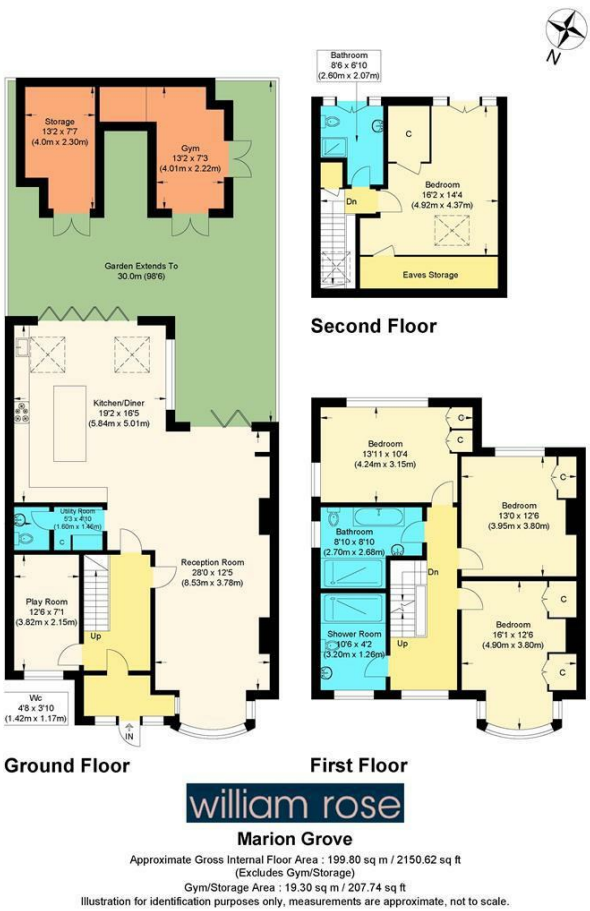 N
Bathroom
8'6 x 6'10
(2.60m x 2.07m)
C
Dn
Bedroom
16'2 x 14'4
(4.92m x 4.37m)
Eaves Storage
Second Floor
Storage
13'2 x 7'7
(4.0m x 2.30m)
Gym
13'2 x 7'3
(4.01m x 2.22m)
Garden Extends To
30.0m (98'6)
Kitchen/Diner
19'2 x 16'5
(5.84m x 5.01m)
Utility Room
5'3 x 4'10
(1.60m x 1.46m)
C
Reception Room
28'0 x 12'5
(8.53m x 3.78m)
Play Room
12'6 x 7'1
(3.82m x 2.15m)
Up
Wc
4'8 x 3'10
(1.42m x 1.17m)
IN
Ground Floor
Bedroom
13'11 x 10'4
(4.24m x 3.15m)
C
C
Bedroom
13'0 x 12'6
(3.95m x 3.80m)
C
Bathroom
8'10 x 8'10
(2.70m x 2.68m)
Dn
Shower Room
10'6 x 4'2
(3.20m x 1.26m)
Up
Bedroom
16'1 x 12'6
(4.90m x 3.80m)
C
C
First Floor
william rose
Marion Grove
Approximate Gross Internal Floor Area : 199.80 sq m / 2150.62 sq ft
(Excludes Gym/Storage)
Gym/Storage Area : 19.30 sq m / 207.74 sq ft
Illustration for identification purposes only, measurements are approximate, not to scale.